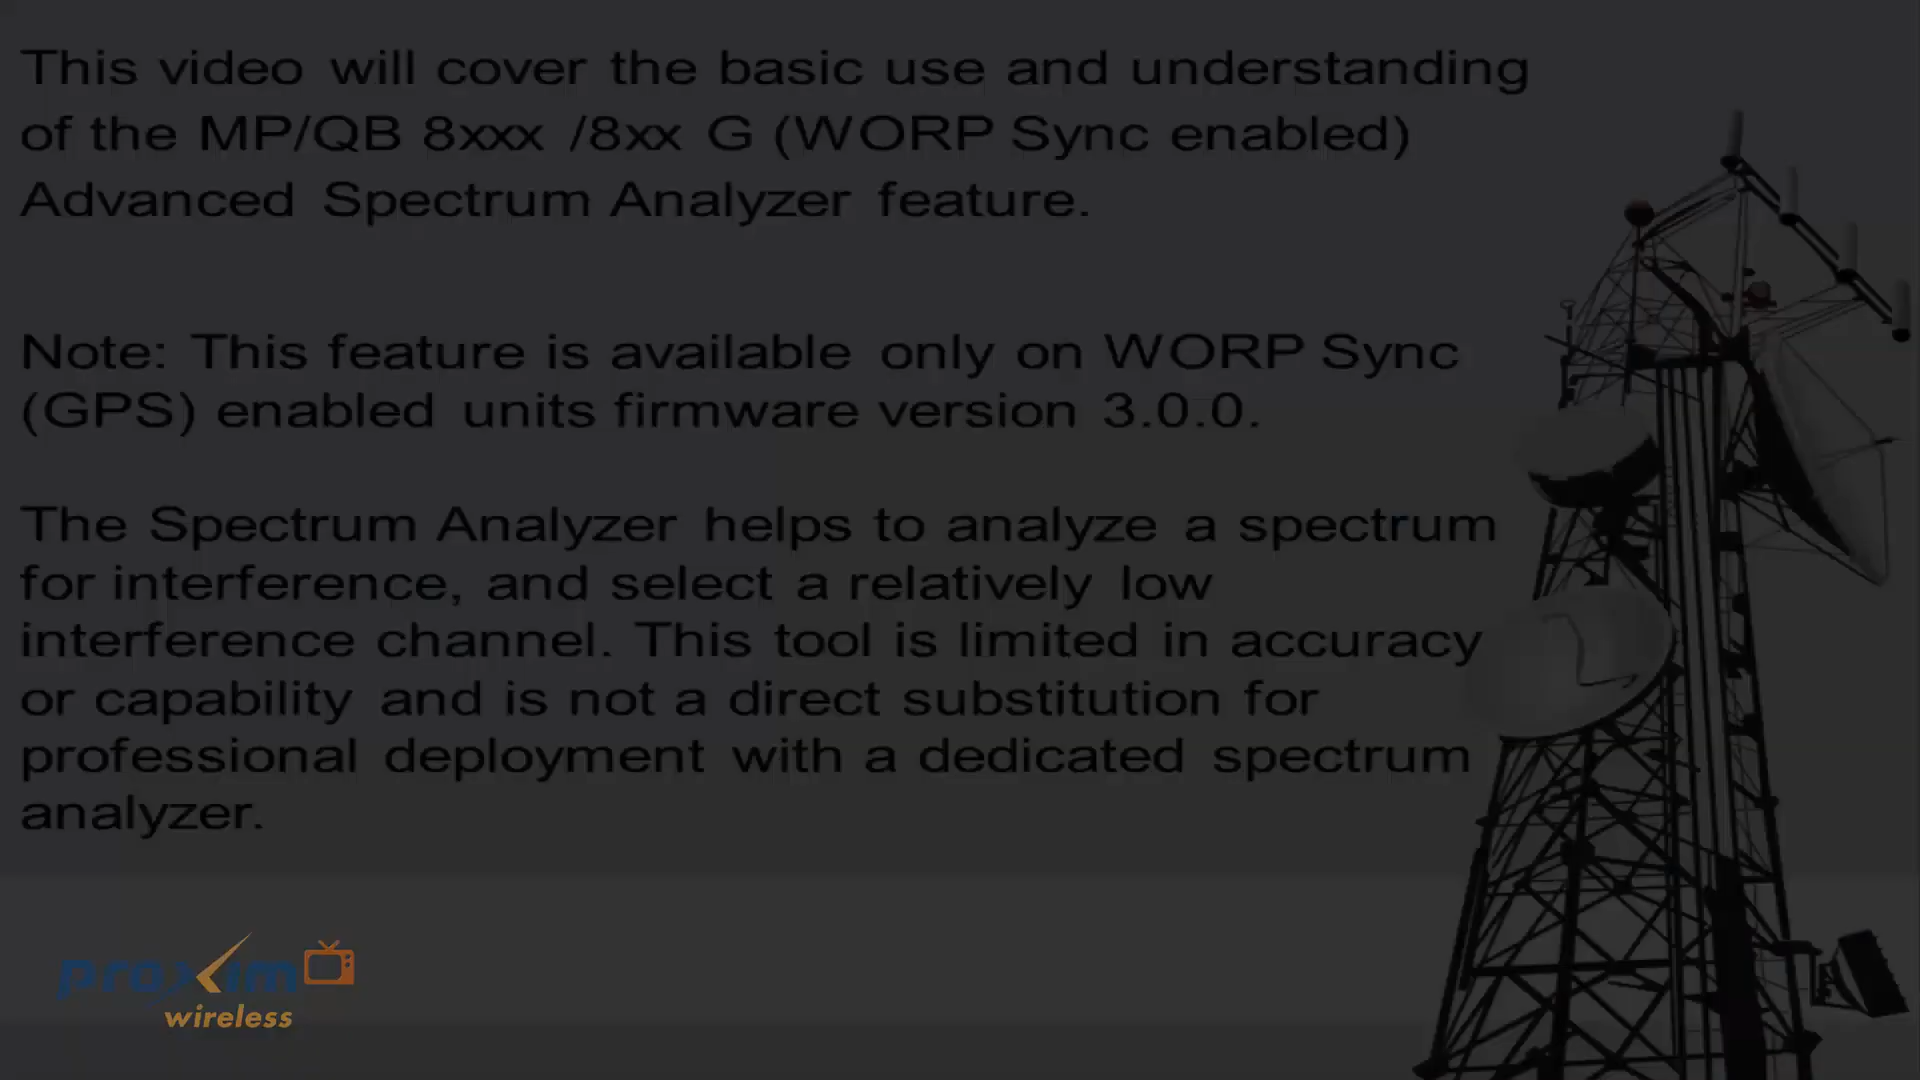 This video will cover the basic use and understanding
of the MP/QB 8xxx /8xx G (WORP Sync enabled)
Advanced Spectrum Analyzer feature.
Note: This feature is available only on WORP Sync
(GPS) enabled units firmware version 3.0.0.
The Spectrum Analyzer helps to analyze a spectrum
for interference, and select a relatively low
interference channel. This tool is limited in accuracy
or capability and is not a direct substitution for
professional deployment with a dedicated spectrum
analyzer.
proxim
wireless